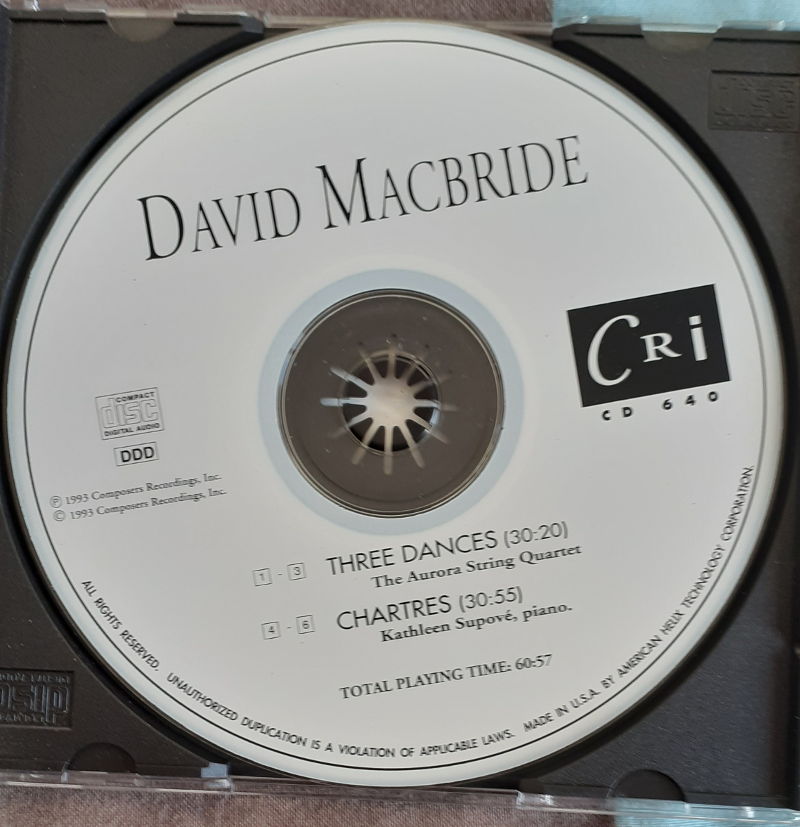 DAVID MACBRIDE
CRi
CD 640
COMPACT
disc
DIGITAL AUDIO
DDD
℗ 1993 Composers Recordings, Inc.
© 1993 Composers Recordings, Inc.
1 - 3 THREE DANCES (30:20)
The Aurora String Quartet
4 - 6 CHARTRES (30:55)
Kathleen Supové, piano.
TOTAL PLAYING TIME: 60:57
ALL RIGHTS RESERVED. UNAUTHORIZED DUPLICATION IS A VIOLATION OF APPLICABLE LAWS. MADE IN U.S.A. BY AMERICAN HELIX TECHNOLOGY CORPORATION.
disc